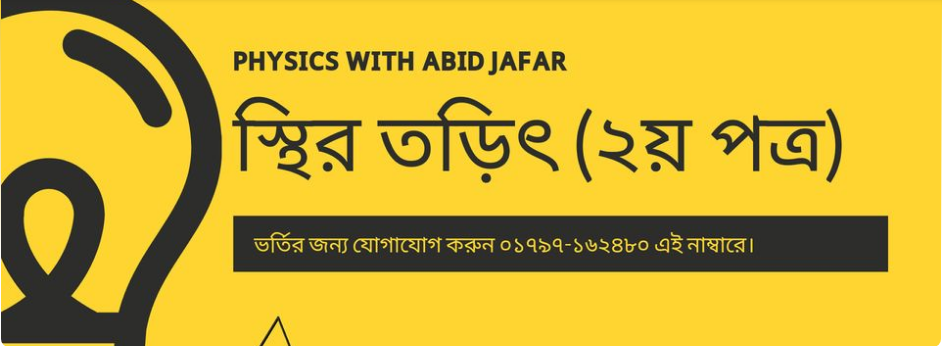 PHYSICS WITH ABID JAFAR
স্থির তড়িৎ (২য় পত্র)
ভর্তির জন্য যোগাযোগ করুন ০১৭৯৭-১৬২৪৮০ এই নাম্বারে।